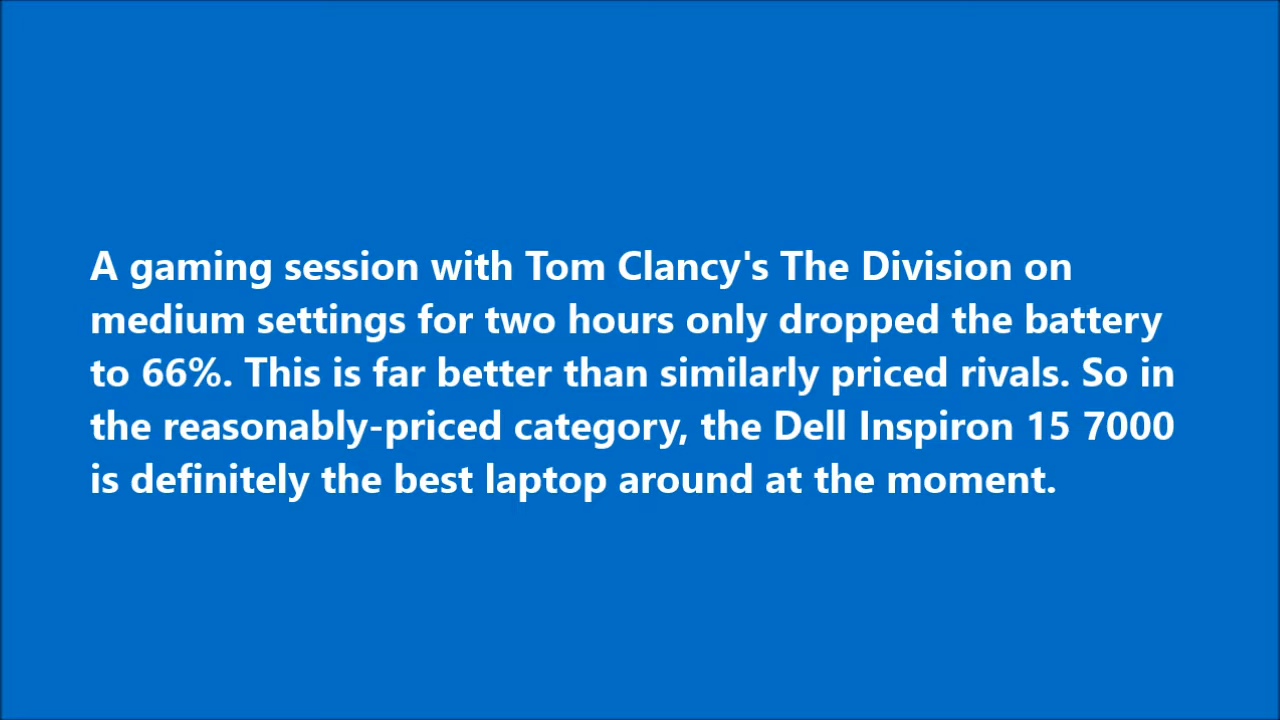 A gaming session with Tom Clancy's The Division on
medium settings for two hours only dropped the battery
to 66%. This is far better than similarly priced rivals. So in
the reasonably-priced category, the Dell Inspiron 15 7000
is definitely the best laptop around at the moment.